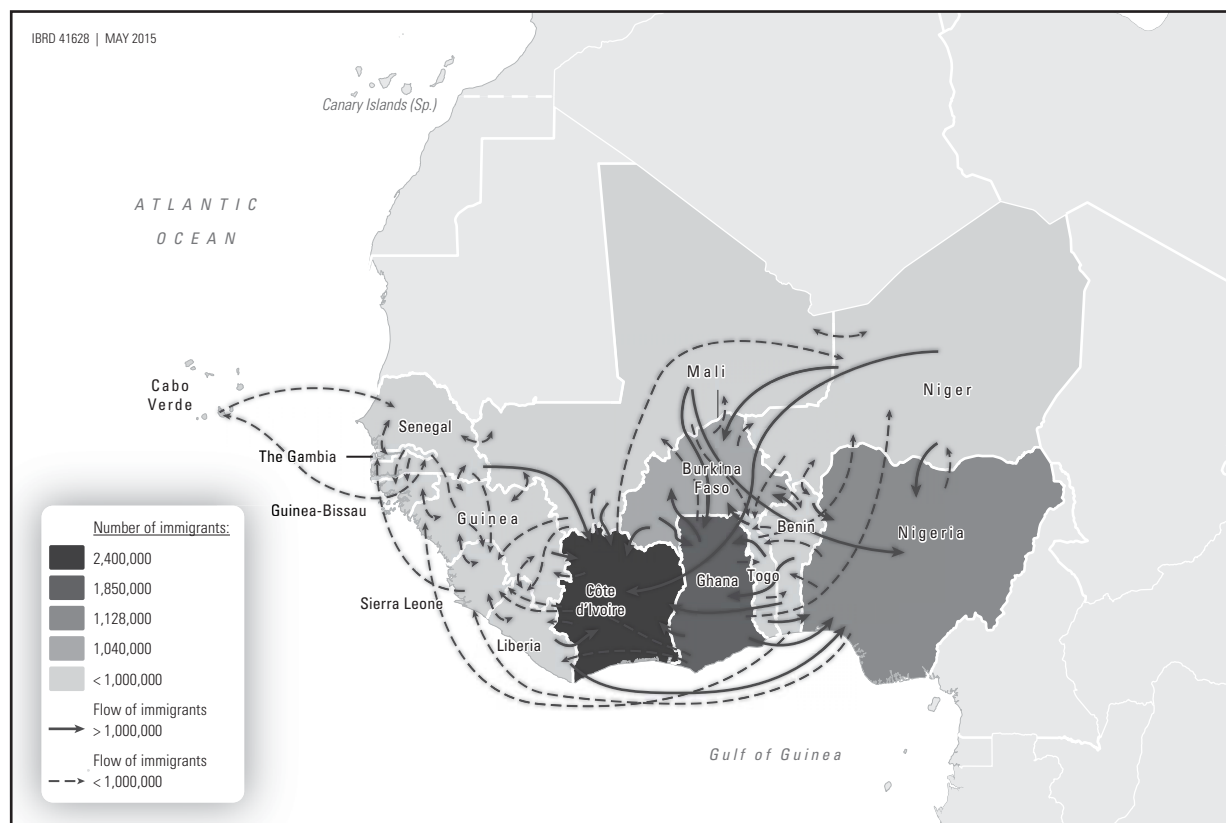 IBRD 41628 | MAY 2015
Canary Islands (Sp.)
ATLANTIC
OCEAN
Cabo
Verde
Mali
Niger
Senegal
The Gambia
Burkina
Faso
Guinea-Bissau
Guinea
Benin
Nigeria
Ghana
Togo
Côte
d'Ivoire
Sierra Leone
Liberia
Gulf of Guinea
Number of immigrants:
2,400,000
1,850,000
1,128,000
1,040,000
< 1,000,000
Flow of immigrants
> 1,000,000
Flow of immigrants
< 1,000,000